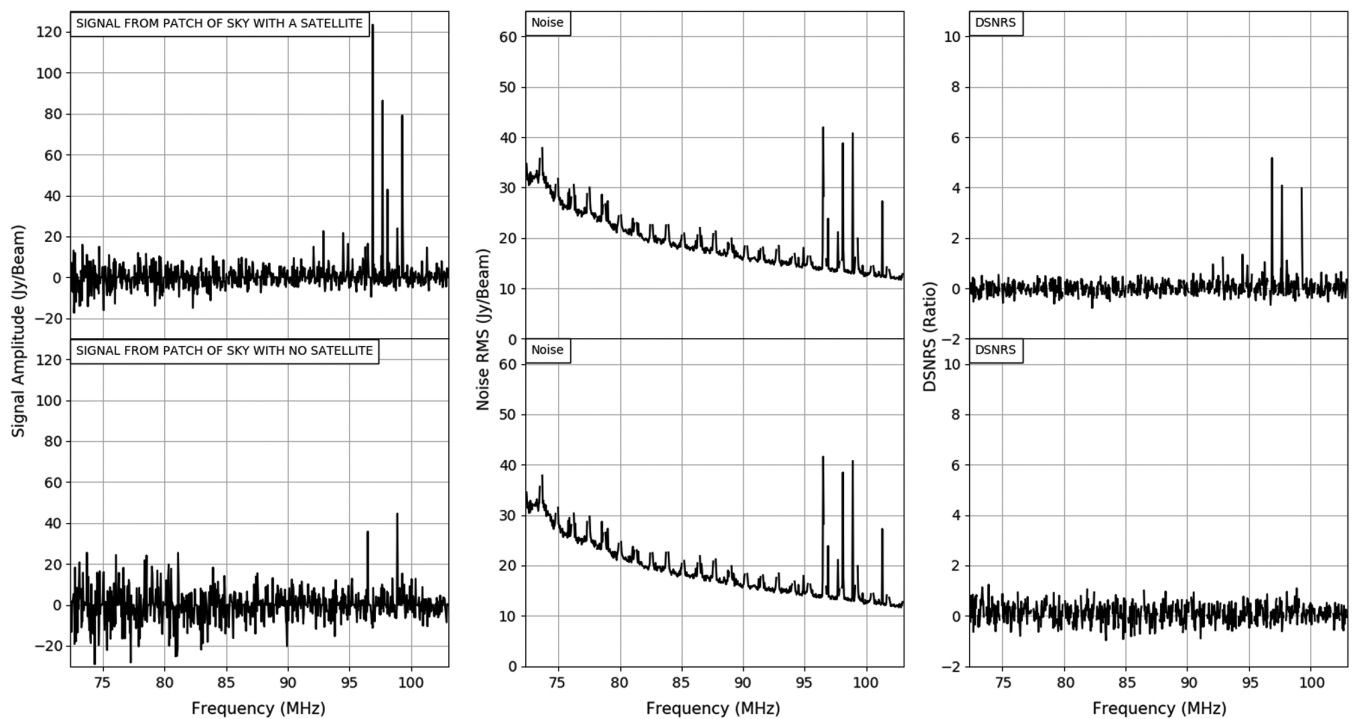 SIGNAL FROM PATCH OF SKY WITH A SATELLITE
120
100
80
60
40
20
0
−20
SIGNAL FROM PATCH OF SKY WITH NO SATELLITE
120
100
80
60
40
20
0
−20
75 80 85 90 95 100
Frequency (MHz)
Signal Amplitude (Jy/Beam)
Noise
60
50
40
30
20
10
0
Noise
60
50
40
30
20
10
0
75 80 85 90 95 100
Frequency (MHz)
Noise RMS (Jy/Beam)
DSNRS
10
8
6
4
2
0
−2
DSNRS
10
8
6
4
2
0
−2
75 80 85 90 95 100
Frequency (MHz)
DSNRS (Ratio)